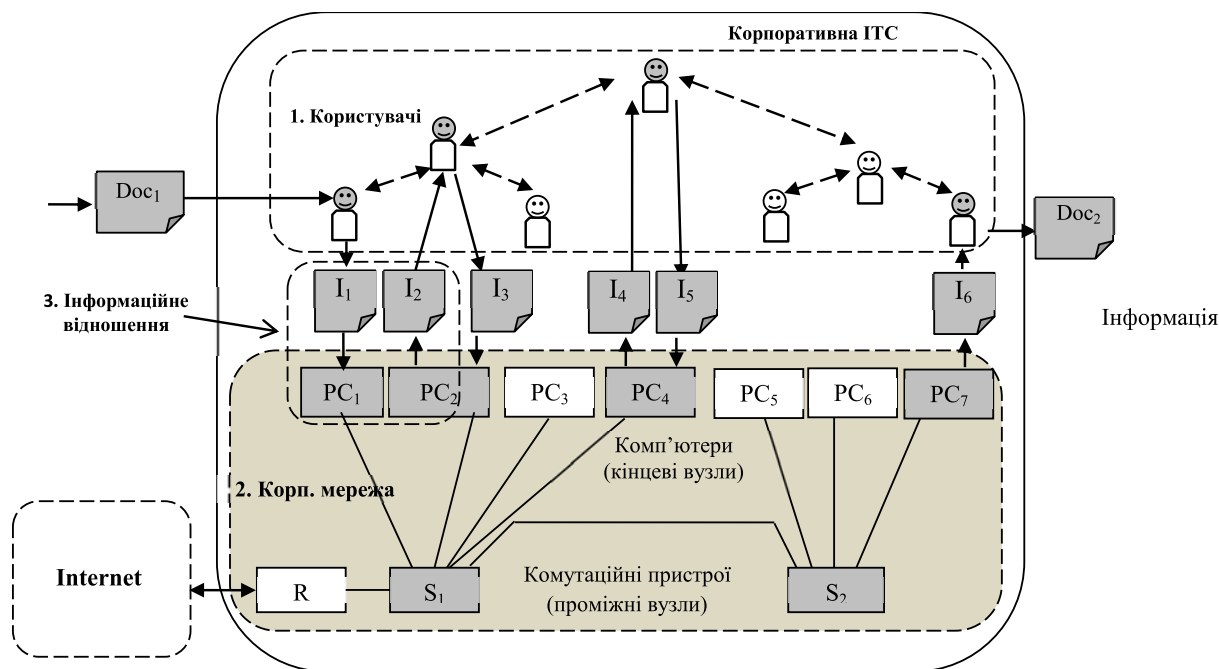 Корпоративна ІТС
1. Користувачі
Doc₁
Doc₂
I₁
I₂
I₃
I₄
I₅
I₆
3. Інформаційне
відношення
Інформація
PC₁
PC₂
PC₃
PC₄
PC₅
PC₆
PC₇
Комп’ютери
(кінцеві вузли)
2. Корп. мережа
Internet
R
S₁
Комутаційні пристрої
(проміжні вузли)
S₂